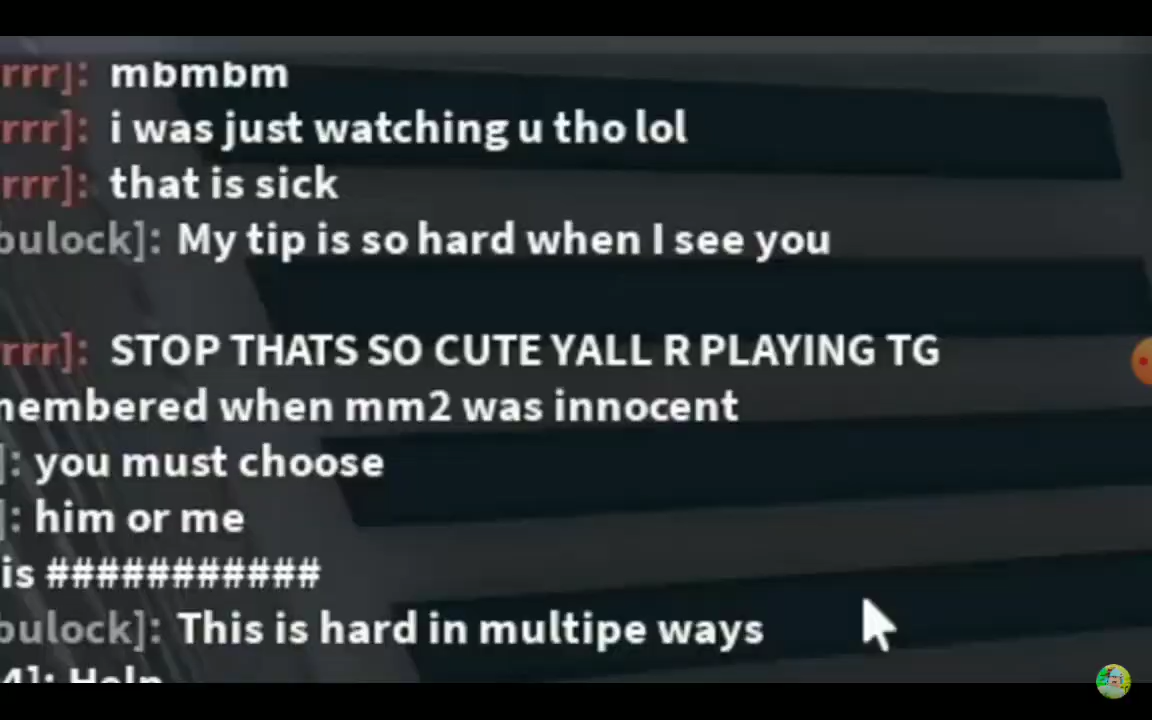 rrr]: mbmbm
rrr]: i was just watching u tho lol
rrr]: that is sick
bulock]: My tip is so hard when I see you
rrr]: STOP THATS SO CUTE YALL R PLAYING TG
membered when mm2 was innocent
]: you must choose
]: him or me
is ###########
bulock]: This is hard in multipe ways
4]: Help